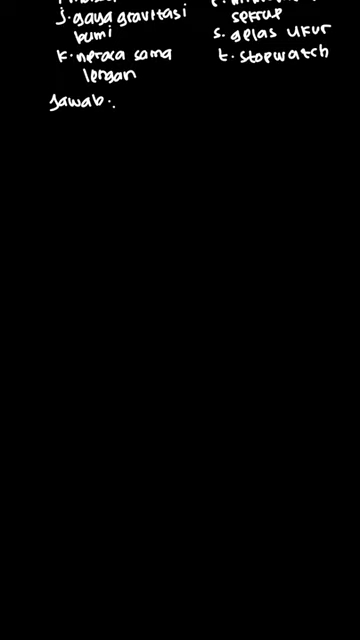 j. gaya gravitasi
bumi
k. neraca sama
lengan
sekrup
s. gelas ukur
t. stopwatch
Jawab :